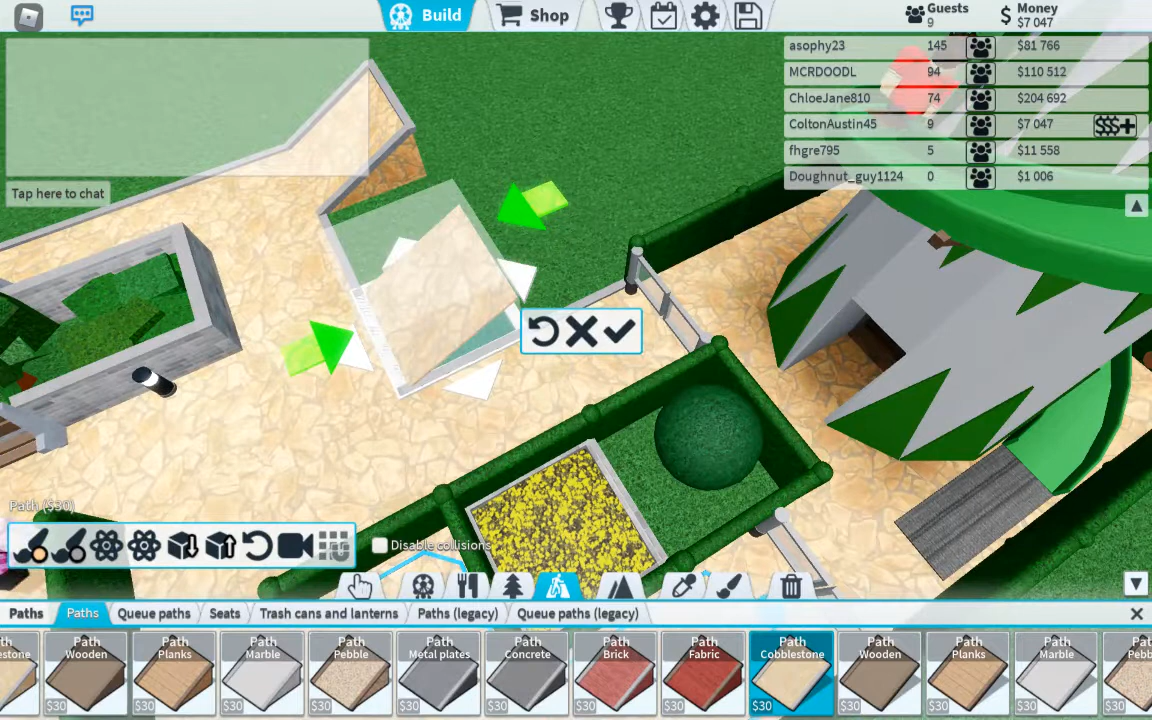 Build
Shop
Guests
9
Money
$7 047
asophy23 145 $81 766
MCRDOODL 94 $110 512
ChloeJane810 74 $204 692
ColtonAustin45 9 $7 047 $$$+
fhgre795 5 $11 558
Doughnut_guy1124 0 $1 006
Tap here to chat
Path ($30)
Disable collisions
Paths Paths Queue paths Seats Trash cans and lanterns Paths (legacy) Queue paths (legacy)
Path
Wooden
$30
Path
Planks
$30
Path
Marble
$30
Path
Pebble
$30
Path
Metal plates
$30
Path
Concrete
$30
Path
Brick
$30
Path
Fabric
$30
Path
Cobblestone
$30
Path
Wooden
$30
Path
Planks
$30
Path
Marble
$30
$30